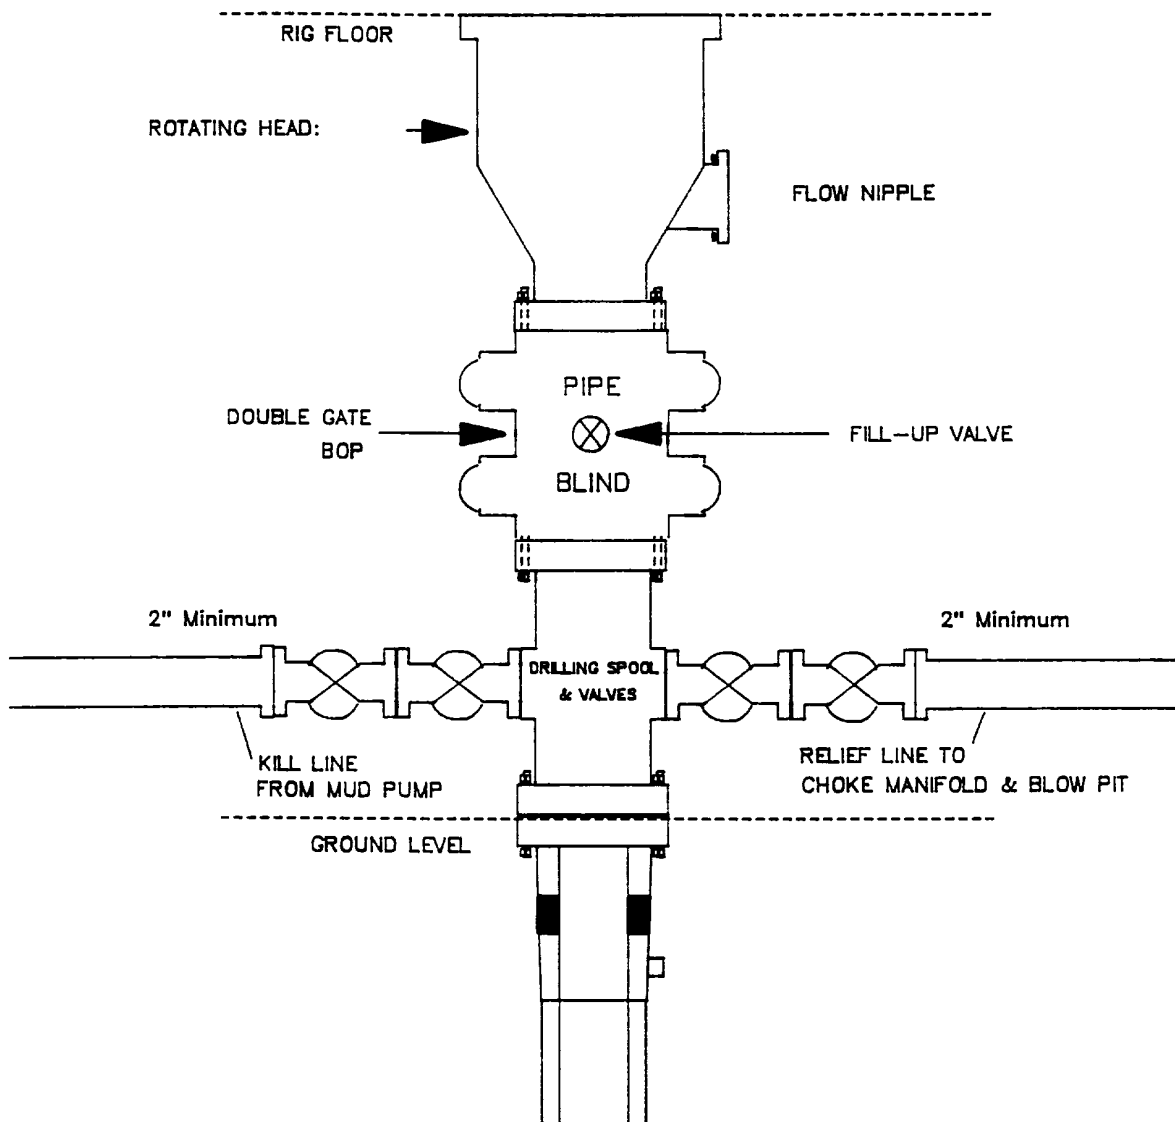 RIG FLOOR
ROTATING HEAD:
FLOW NIPPLE
PIPE
DOUBLE GATE
BOP
FILL-UP VALVE
BLIND
2" Minimum
2" Minimum
DRILLING SPOOL
& VALVES
KILL LINE
FROM MUD PUMP
RELIEF LINE TO
CHOKE MANIFOLD & BLOW PIT
GROUND LEVEL